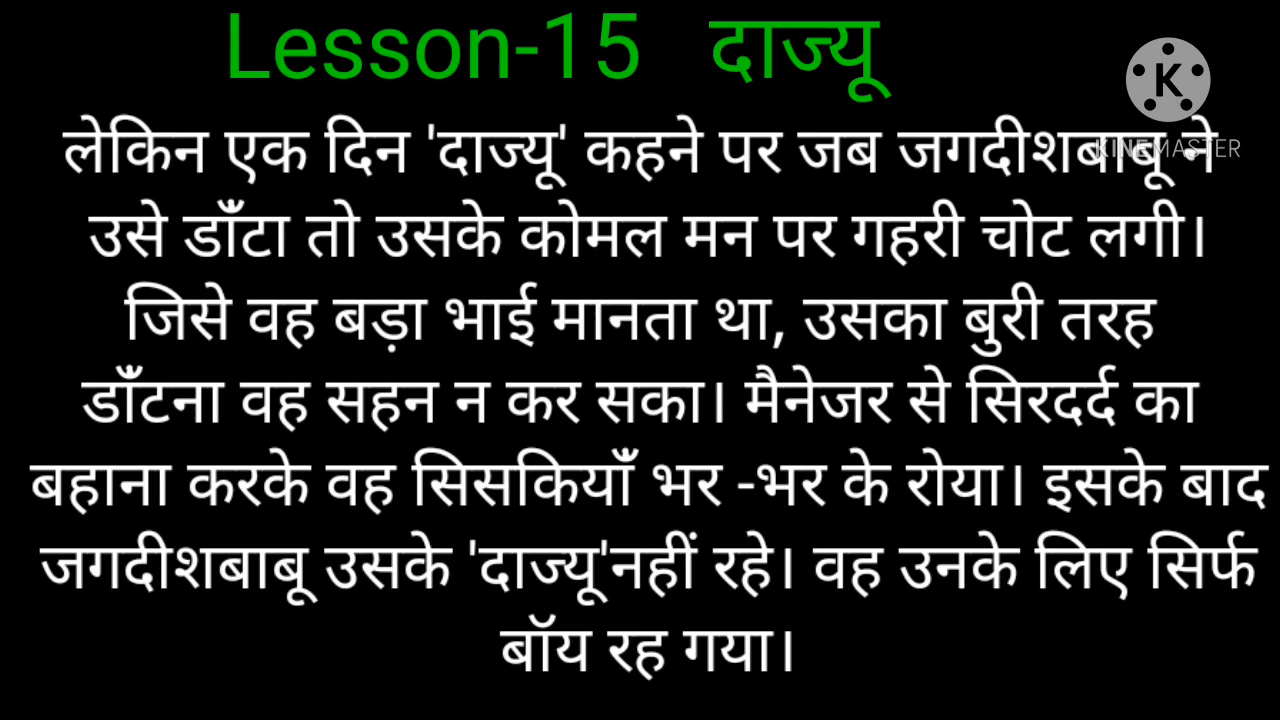 Lesson-15 दाज्यू
K
KINEMASTER
लेकिन एक दिन 'दाज्यू' कहने पर जब जगदीशबाबू ने
उसे डाँटा तो उसके कोमल मन पर गहरी चोट लगी।
जिसे वह बड़ा भाई मानता था, उसका बुरी तरह
डाँटना वह सहन न कर सका। मैनेजर से सिरदर्द का
बहाना करके वह सिसकियाँ भर -भर के रोया। इसके बाद
जगदीशबाबू उसके 'दाज्यू'नहीं रहे। वह उनके लिए सिर्फ
बॉय रह गया।